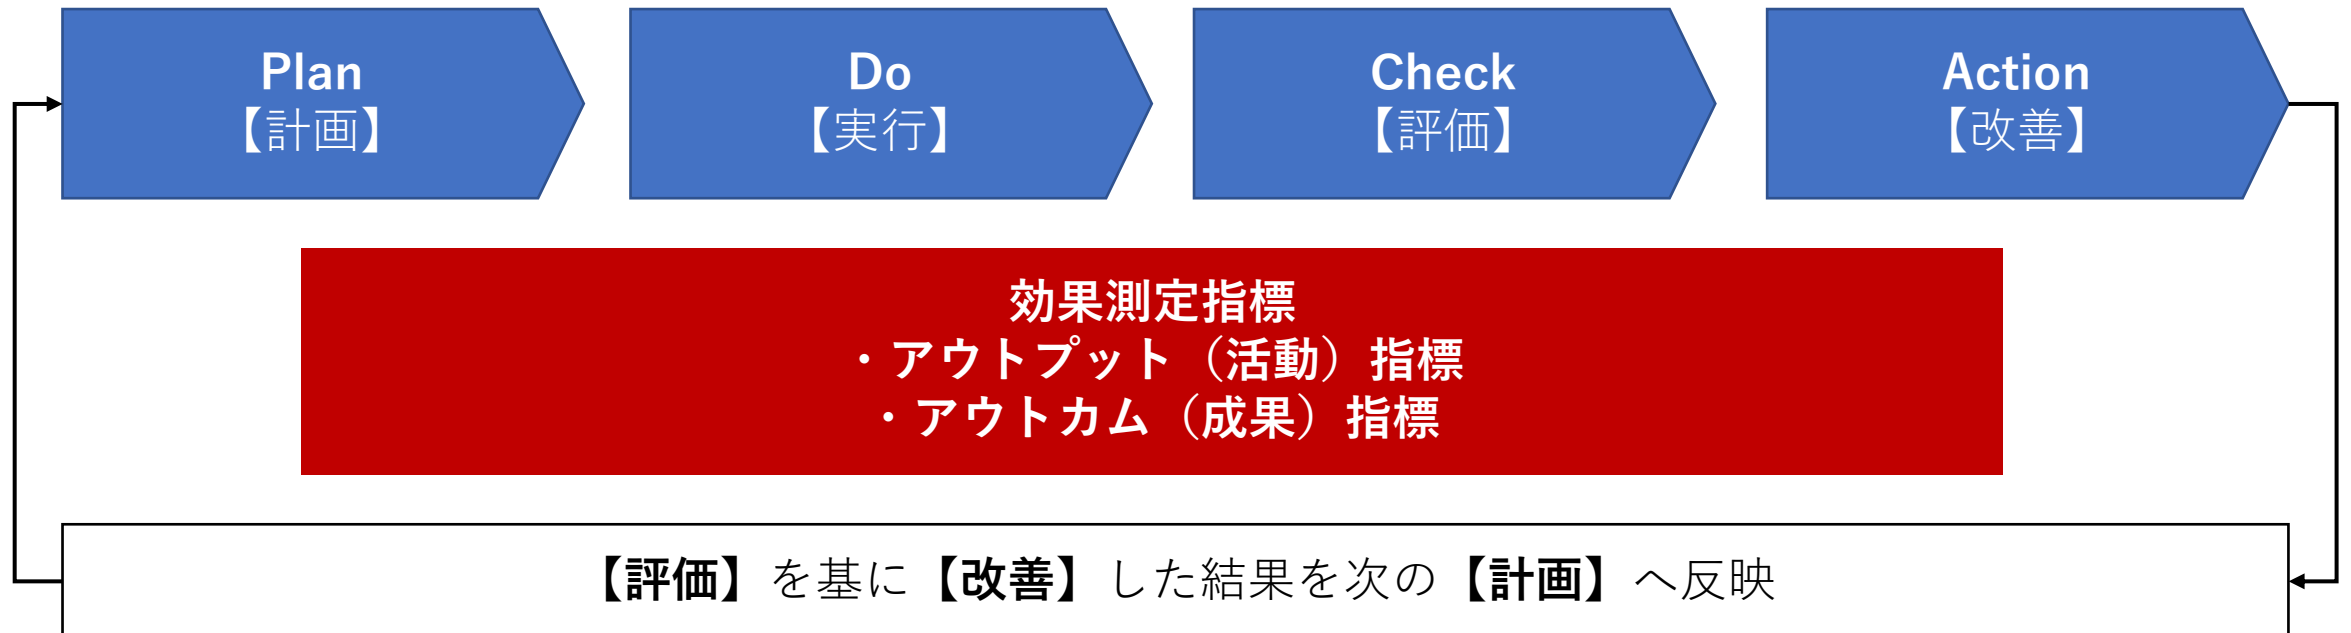 Plan
【計画】
Do
【実行】
Check
【評価】
Action
【改善】
効果測定指標
・アウトプット（活動）指標
・アウトカム（成果）指標
【評価】を基に【改善】した結果を次の【計画】へ反映